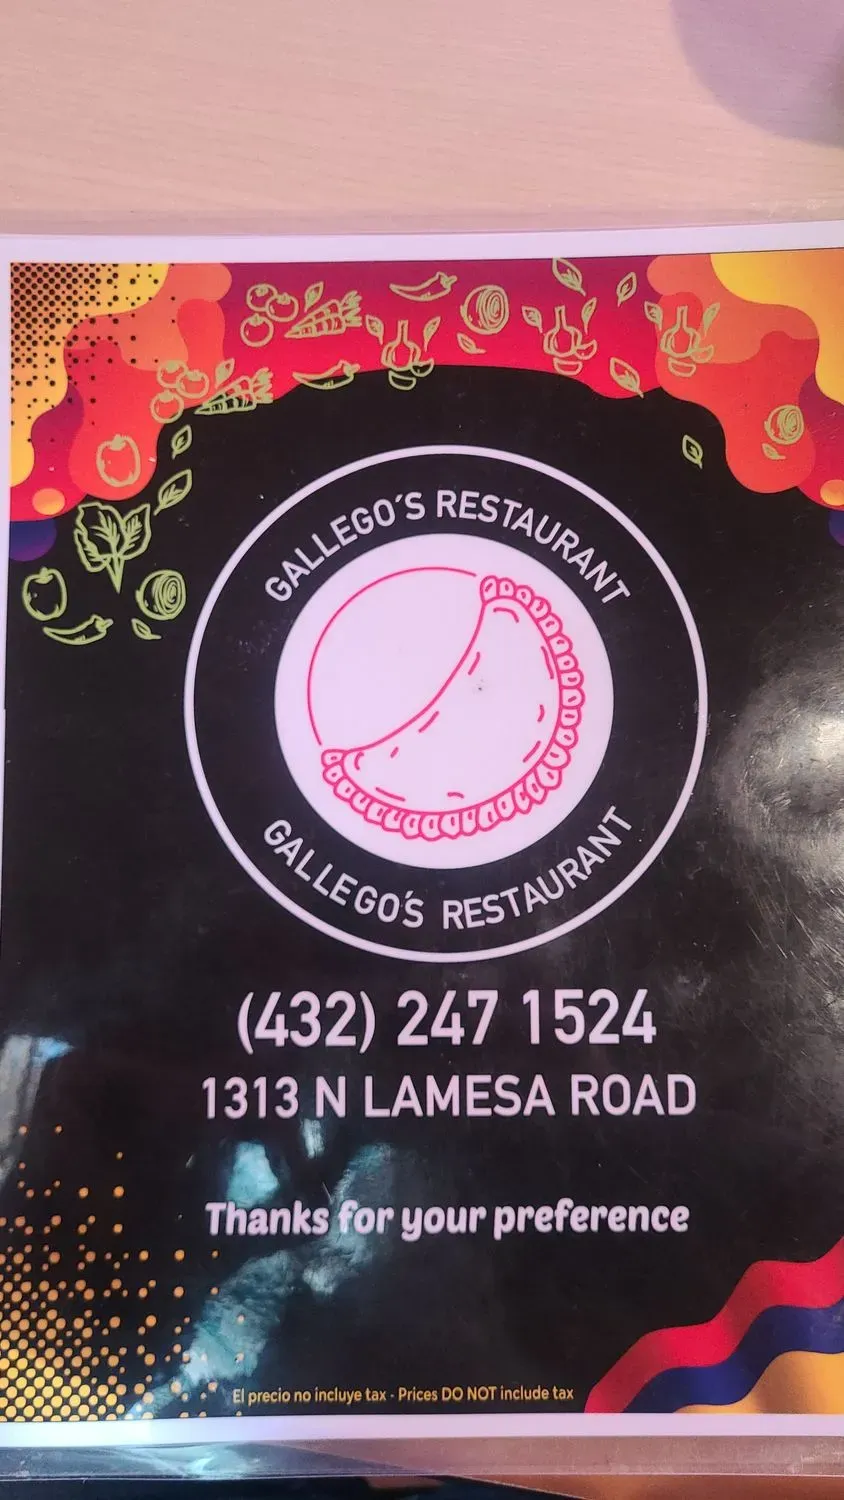 GALLEGO´S RESTAURANT
GALLEGO´S RESTAURANT
(432) 247 1524
1313 N LAMESA ROAD
Thanks for your preference
El precio no incluye tax - Prices DO NOT include tax